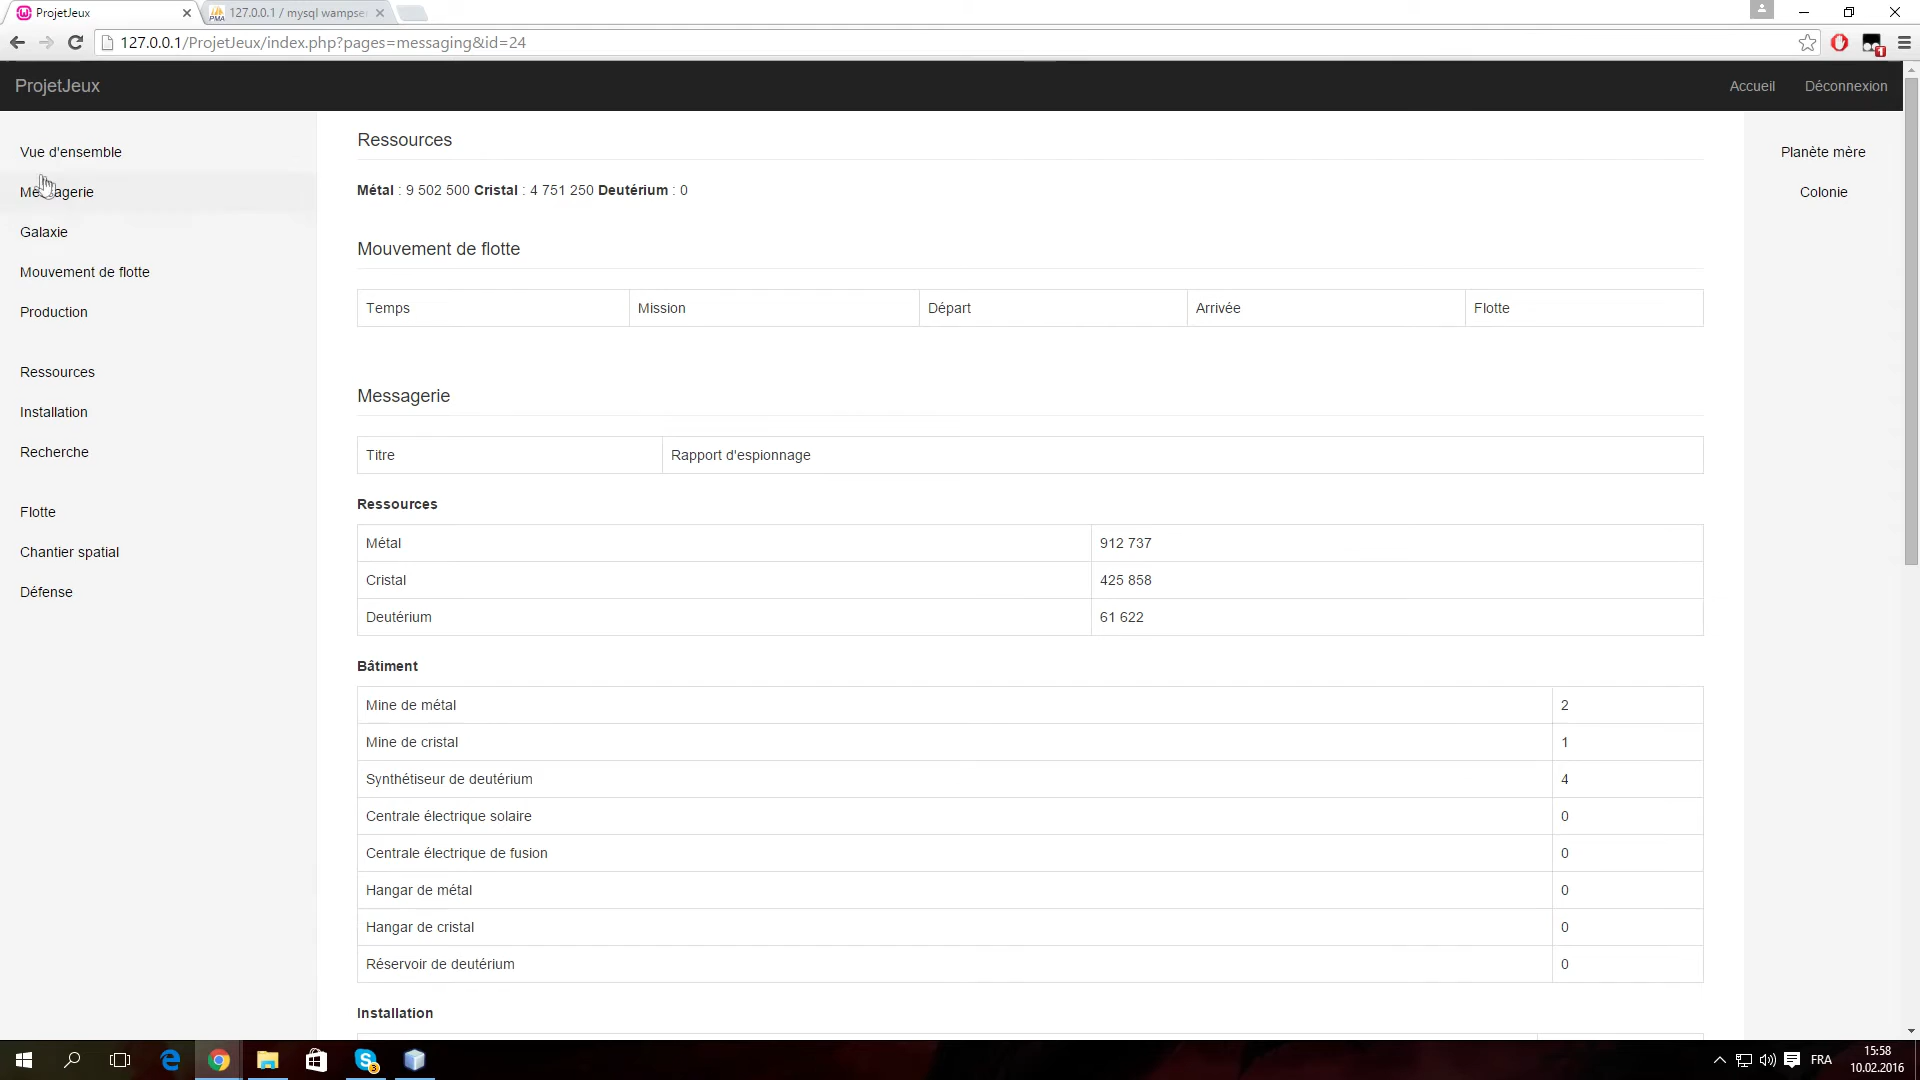 ProjetJeux
127.0.0.1 / mysql wampse
127.0.0.1/ProjetJeux/index.php?pages=messaging&id=24
ProjetJeux
Accueil
Déconnexion
Vue d'ensemble
Messagerie
Galaxie
Mouvement de flotte
Production
Ressources
Installation
Recherche
Flotte
Chantier spatial
Défense
Ressources
Métal : 9 502 500 Cristal : 4 751 250 Deutérium : 0
Mouvement de flotte
Temps Mission Départ Arrivée Flotte
Messagerie
Titre Rapport d'espionnage
Ressources
Métal 912 737
Cristal 425 858
Deutérium 61 622
Bâtiment
Mine de métal 2
Mine de cristal 1
Synthétiseur de deutérium 4
Centrale électrique solaire 0
Centrale électrique de fusion 0
Hangar de métal 0
Hangar de cristal 0
Réservoir de deutérium 0
Installation
Planète mère
Colonie
FRA
15:58
10.02.2016